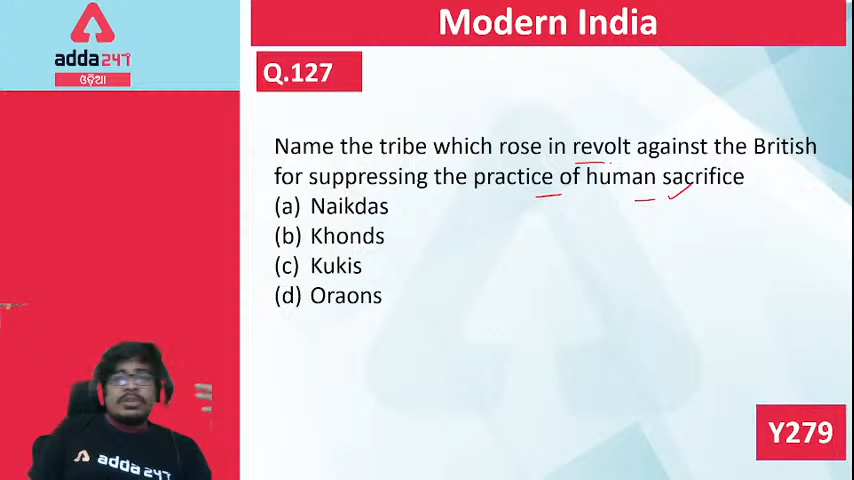 Modern India
adda247
ଓଡ଼ିଆ
Q.127
Name the tribe which rose in revolt against the British
for suppressing the practice of human sacrifice
(a) Naikdas
(b) Khonds
(c) Kukis
(d) Oraons
adda247
Y279